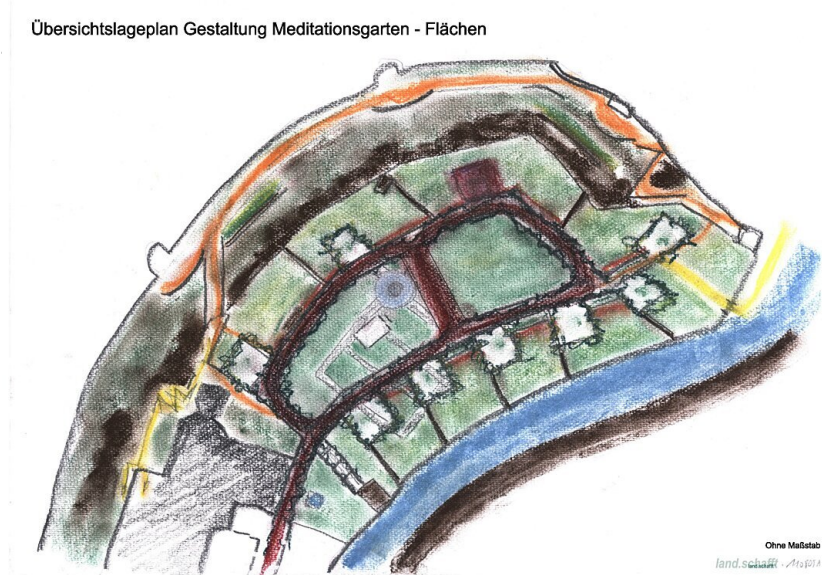 Übersichtslageplan Gestaltung Meditationsgarten - Flächen
Ohne Maßstab
land.schafft